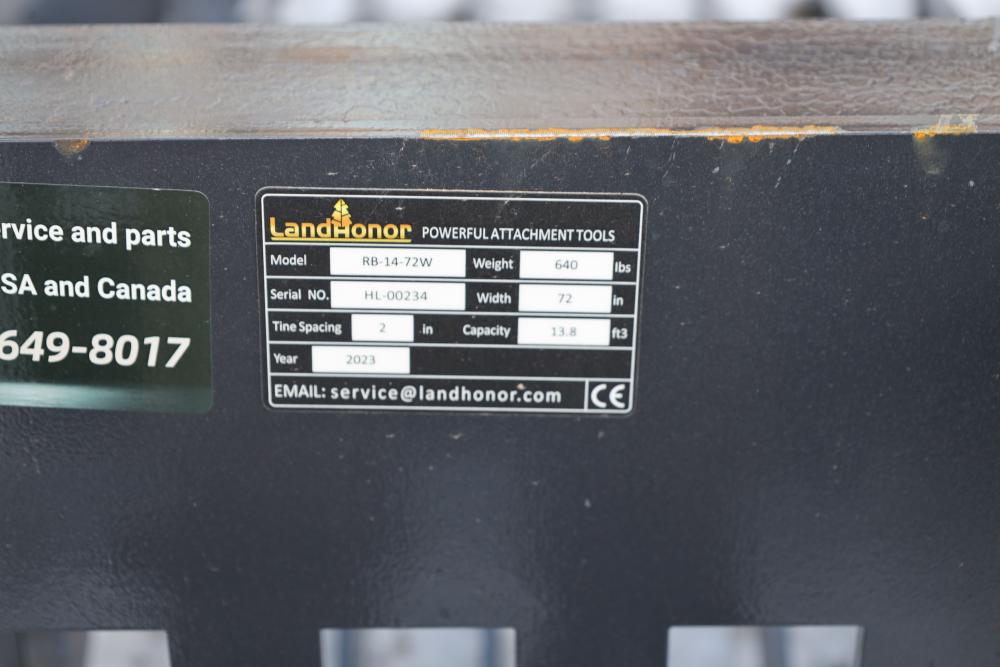 rvice and parts
SA and Canada
649-8017
LandHonor POWERFUL ATTACHMENT TOOLS
Model RB-14-72W Weight 640 lbs
Serial NO. HL-00234 Width 72 in
Tine Spacing 2 in Capacity 13.8 ft3
Year 2023
EMAIL: service@landhonor.com CE